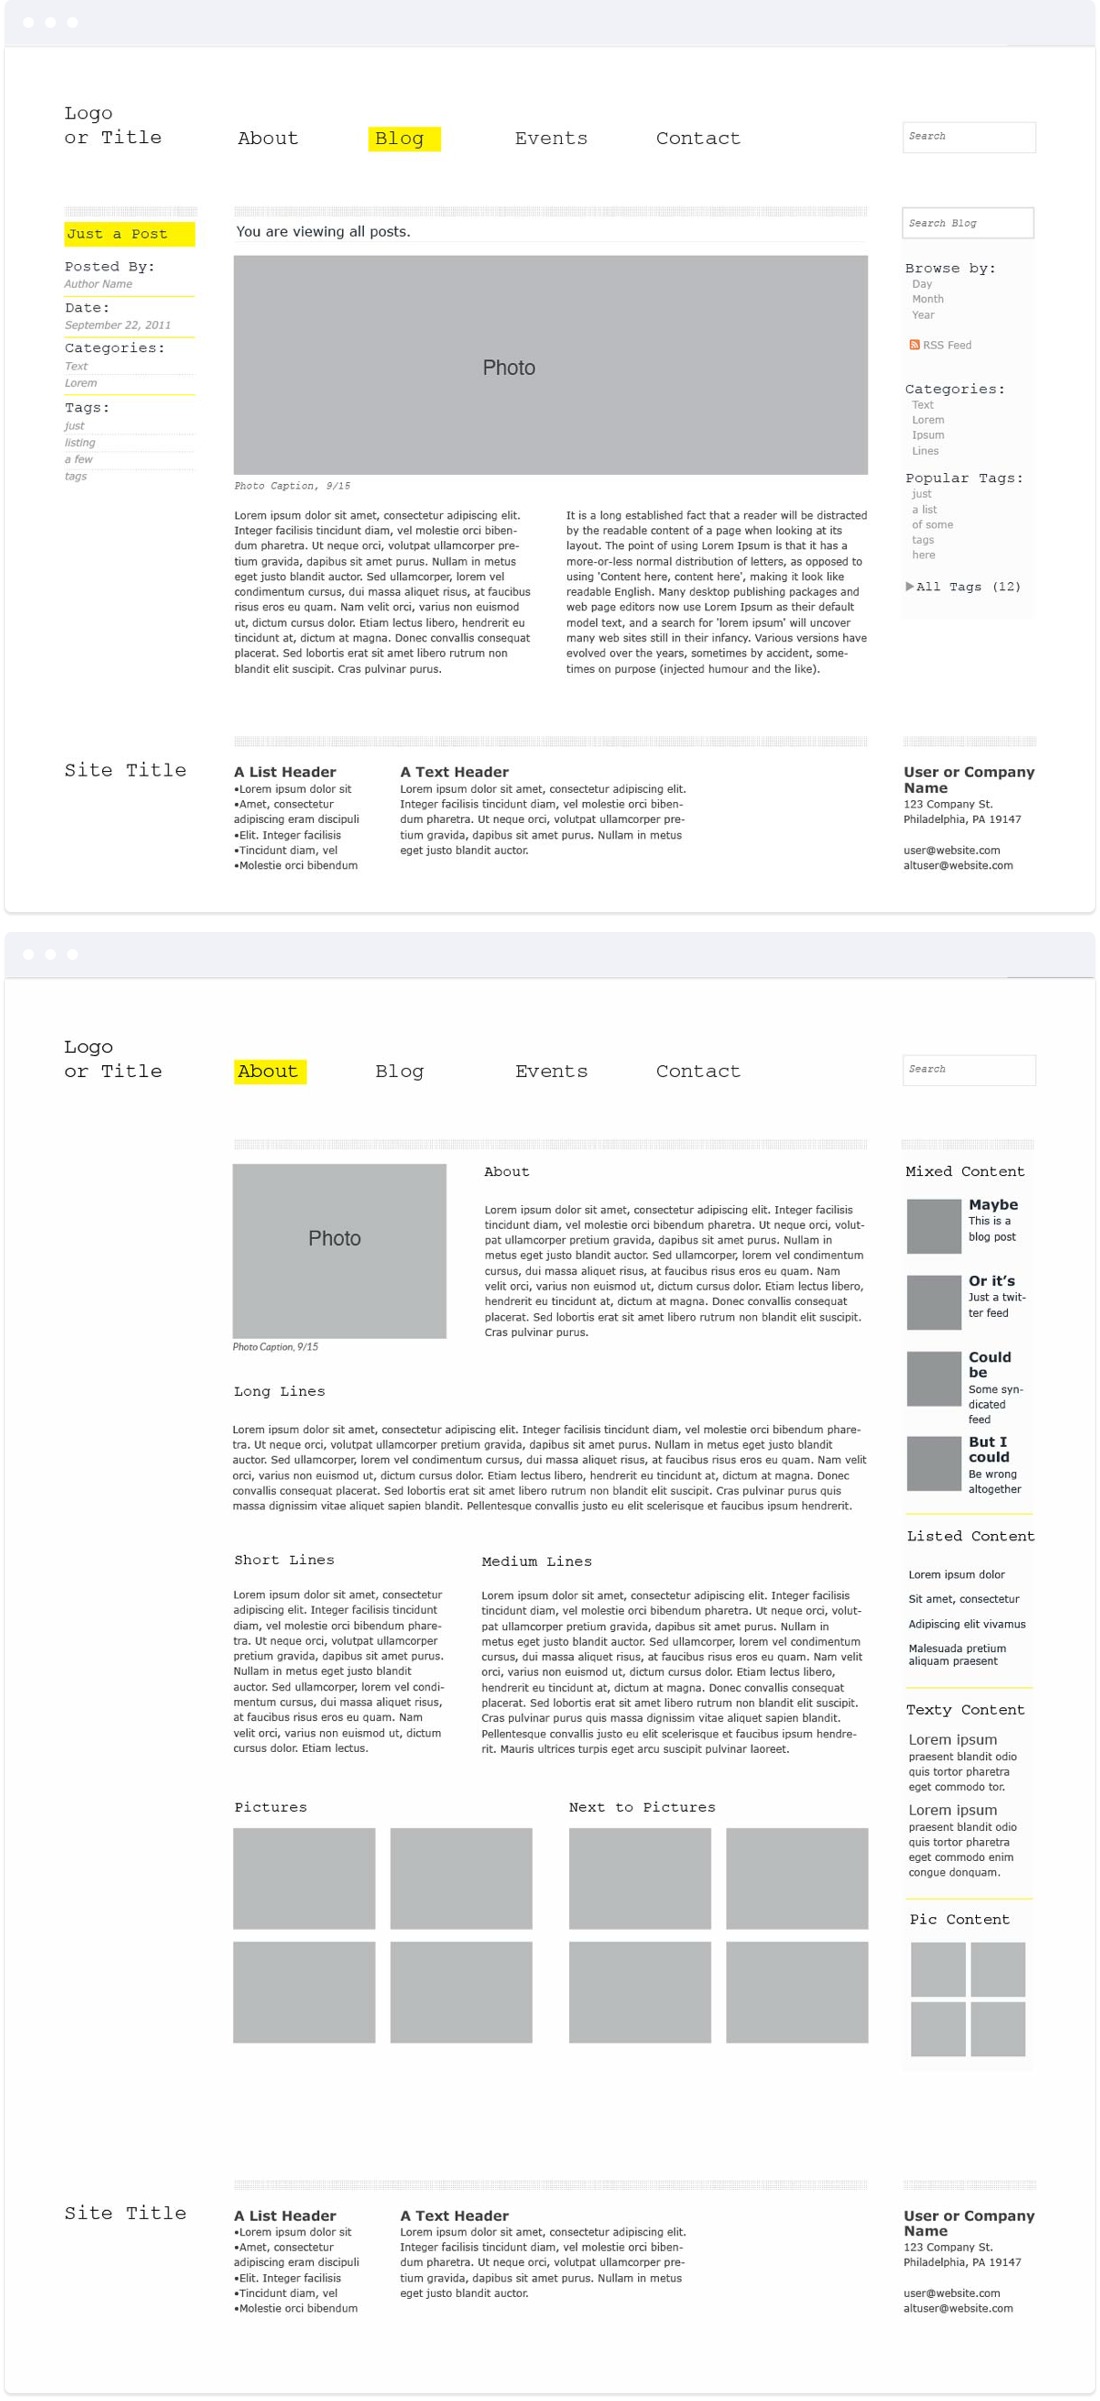 Logo
or Title
About
Blog
Events
Contact
Search
Just a Post
Posted By:
Author Name
Date:
September 22, 2011
Categories:
Text
Lorem
Tags:
just
listing
a few
tags
You are viewing all posts.
Photo
Photo Caption, 9/15
Lorem ipsum dolor sit amet, consectetur adipiscing elit.
Integer facilisis tincidunt diam, vel molestie orci biben-
dum pharetra. Ut neque orci, volutpat ullamcorper pre-
tium gravida, dapibus sit amet purus. Nullam in metus
eget justo blandit auctor. Sed ullamcorper, lorem vel
condimentum cursus, dui massa aliquet risus, at faucibus
risus eros eu quam. Nam velit orci, varius non euismod
ut, dictum cursus dolor. Etiam lectus libero, hendrerit eu
tincidunt at, dictum at magna. Donec convallis consequat
placerat. Sed lobortis erat sit amet libero rutrum non
blandit elit suscipit. Cras pulvinar purus.
It is a long established fact that a reader will be distracted
by the readable content of a page when looking at its
layout. The point of using Lorem Ipsum is that it has a
more-or-less normal distribution of letters, as opposed to
using 'Content here, content here', making it look like
readable English. Many desktop publishing packages and
web page editors now use Lorem Ipsum as their default
model text, and a search for 'lorem ipsum' will uncover
many web sites still in their infancy. Various versions have
evolved over the years, sometimes by accident, some-
times on purpose (injected humour and the like).
Search Blog
Browse by:
Day
Month
Year
RSS Feed
Categories:
Text
Lorem
Ipsum
Lines
Popular Tags:
just
a list
of some
tags
here
All Tags (12)
Site Title
A List Header
•Lorem ipsum dolor sit
•Amet, consectetur
adipiscing eram discipuli
•Elit. Integer facilisis
•Tincidunt diam, vel
•Molestie orci bibendum
A Text Header
Lorem ipsum dolor sit amet, consectetur adipiscing elit.
Integer facilisis tincidunt diam, vel molestie orci biben-
dum pharetra. Ut neque orci, volutpat ullamcorper pre-
tium gravida, dapibus sit amet purus. Nullam in metus
eget justo blandit auctor.
User or Company
Name
123 Company St.
Philadelphia, PA 19147
user@website.com
altuser@website.com
Logo
or Title
About
Blog
Events
Contact
Search
Photo
Photo Caption, 9/15
About
Lorem ipsum dolor sit amet, consectetur adipiscing elit. Integer facilisis
tincidunt diam, vel molestie orci bibendum pharetra. Ut neque orci, volut-
pat ullamcorper pretium gravida, dapibus sit amet purus. Nullam in
metus eget justo blandit auctor. Sed ullamcorper, lorem vel condimentum
cursus, dui massa aliquet risus, at faucibus risus eros eu quam. Nam
velit orci, varius non euismod ut, dictum cursus dolor. Etiam lectus libero,
hendrerit eu tincidunt at, dictum at magna. Donec convallis consequat
placerat. Sed lobortis erat sit amet libero rutrum non blandit elit suscipit.
Cras pulvinar purus.
Long Lines
Lorem ipsum dolor sit amet, consectetur adipiscing elit. Integer facilisis tincidunt diam, vel molestie orci bibendum phare-
tra. Ut neque orci, volutpat ullamcorper pretium gravida, dapibus sit amet purus. Nullam in metus eget justo blandit
auctor. Sed ullamcorper, lorem vel condimentum cursus, dui massa aliquet risus, at faucibus risus eros eu quam. Nam velit
orci, varius non euismod ut, dictum cursus dolor. Etiam lectus libero, hendrerit eu tincidunt at, dictum at magna. Donec
convallis consequat placerat. Sed lobortis erat sit amet libero rutrum non blandit elit suscipit. Cras pulvinar purus quis
massa dignissim vitae aliquet sapien blandit. Pellentesque convallis justo eu elit scelerisque et faucibus ipsum hendrerit.
Short Lines
Lorem ipsum dolor sit amet, consectetur
adipiscing elit. Integer facilisis tincidunt
diam, vel molestie orci bibendum phare-
tra. Ut neque orci, volutpat ullamcorper
pretium gravida, dapibus sit amet purus.
Nullam in metus eget justo blandit
auctor. Sed ullamcorper, lorem vel condi-
mentum cursus, dui massa aliquet risus,
at faucibus risus eros eu quam. Nam
velit orci, varius non euismod ut, dictum
cursus dolor. Etiam lectus.
Medium Lines
Lorem ipsum dolor sit amet, consectetur adipiscing elit. Integer facilisis
tincidunt diam, vel molestie orci bibendum pharetra. Ut neque orci, volut-
pat ullamcorper pretium gravida, dapibus sit amet purus. Nullam in
metus eget justo blandit auctor. Sed ullamcorper, lorem vel condimentum
cursus, dui massa aliquet risus, at faucibus risus eros eu quam. Nam velit
orci, varius non euismod ut, dictum cursus dolor. Etiam lectus libero,
hendrerit eu tincidunt at, dictum at magna. Donec convallis consequat
placerat. Sed lobortis erat sit amet libero rutrum non blandit elit suscipit.
Cras pulvinar purus quis massa dignissim vitae aliquet sapien blandit.
Pellentesque convallis justo eu elit scelerisque et faucibus ipsum hendre-
rit. Mauris ultrices turpis eget arcu suscipit pulvinar laoreet.
Pictures
Next to Pictures
Mixed Content
Maybe
This is a
blog post
Or it's
Just a twit-
ter feed
Could
be
Some syn-
dicated
feed
But I
could
Be wrong
altogether
Listed Content
Lorem ipsum dolor
Sit amet, consectetur
Adipiscing elit vivamus
Malesuada pretium
aliquam praesent
Texty Content
Lorem ipsum
praesent blandit odio
quis tortor pharetra
eget commodo tor.
Lorem ipsum
praesent blandit odio
quis tortor pharetra
eget commodo enim
congue donquam.
Pic Content
Site Title
A List Header
•Lorem ipsum dolor sit
•Amet, consectetur
adipiscing eram discipuli
•Elit. Integer facilisis
•Tincidunt diam, vel
•Molestie orci bibendum
A Text Header
Lorem ipsum dolor sit amet, consectetur adipiscing elit.
Integer facilisis tincidunt diam, vel molestie orci biben-
dum pharetra. Ut neque orci, volutpat ullamcorper pre-
tium gravida, dapibus sit amet purus. Nullam in metus
eget justo blandit auctor.
User or Company
Name
123 Company St.
Philadelphia, PA 19147
user@website.com
altuser@website.com